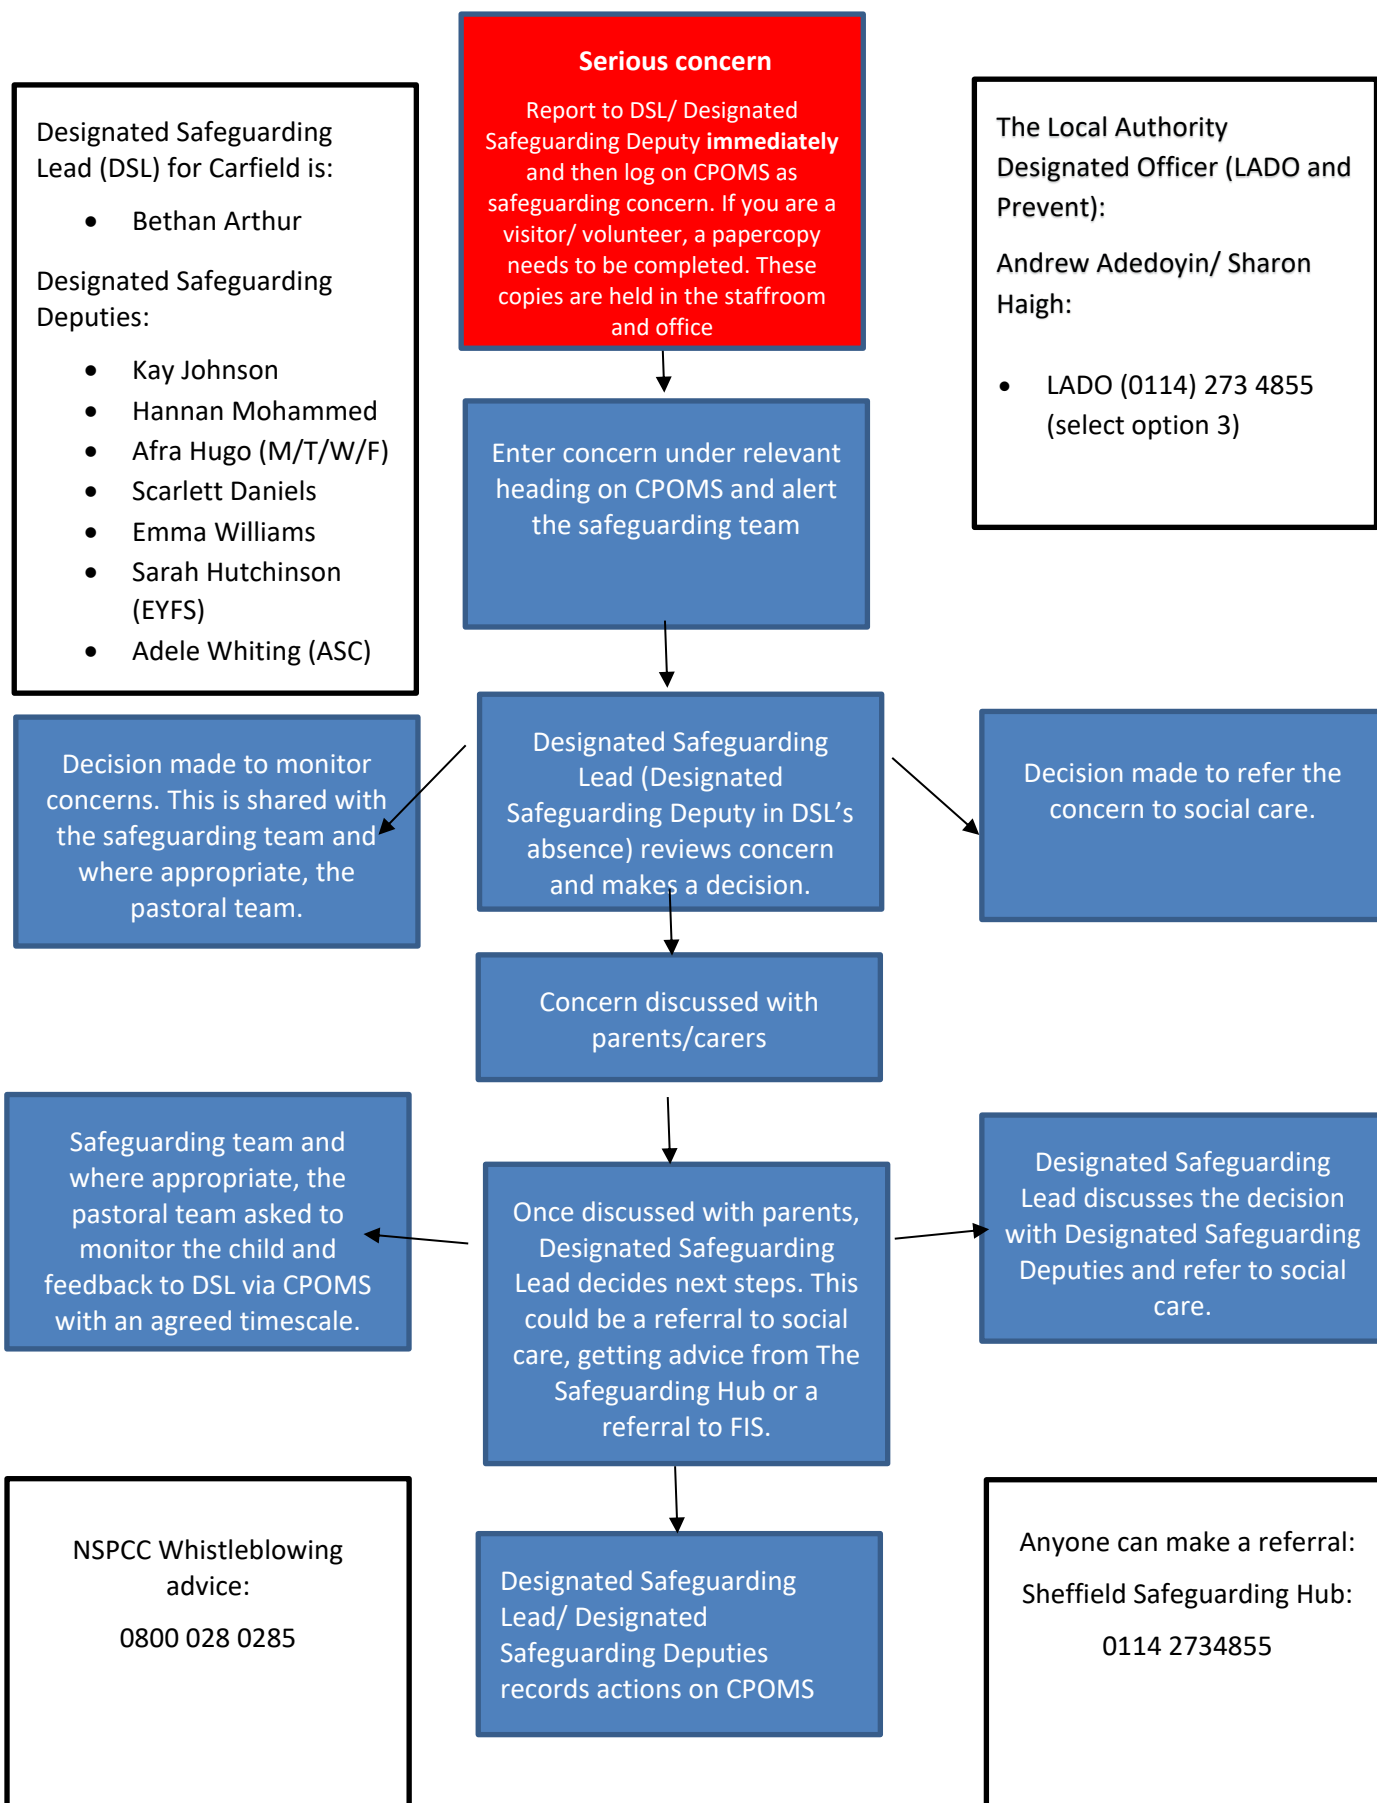 Serious concern
Report to DSL/ Designated
Safeguarding Deputy immediately
and then log on CPOMS as
safeguarding concern. If you are a
visitor/ volunteer, a papercopy
needs to be completed. These
copies are held in the staffroom
and office
Designated Safeguarding
Lead (DSL) for Carfield is:
• Bethan Arthur
Designated Safeguarding
Deputies:
• Kay Johnson
• Hannan Mohammed
• Afra Hugo (M/T/W/F)
• Scarlett Daniels
• Emma Williams
• Sarah Hutchinson
(EYFS)
• Adele Whiting (ASC)
The Local Authority
Designated Officer (LADO and
Prevent):
Andrew Adedoyin/ Sharon
Haigh:
• LADO (0114) 273 4855
(select option 3)
Enter concern under relevant
heading on CPOMS and alert
the safeguarding team
Decision made to monitor
concerns. This is shared with
the safeguarding team and
where appropriate, the
pastoral team.
Designated Safeguarding
Lead (Designated
Safeguarding Deputy in DSL’s
absence) reviews concern
and makes a decision.
Decision made to refer the
concern to social care.
Concern discussed with
parents/carers
Safeguarding team and
where appropriate, the
pastoral team asked to
monitor the child and
feedback to DSL via CPOMS
with an agreed timescale.
Once discussed with parents,
Designated Safeguarding
Lead decides next steps. This
could be a referral to social
care, getting advice from The
Safeguarding Hub or a
referral to FIS.
Designated Safeguarding
Lead discusses the decision
with Designated Safeguarding
Deputies and refer to social
care.
NSPCC Whistleblowing
advice:
0800 028 0285
Designated Safeguarding
Lead/ Designated
Safeguarding Deputies
records actions on CPOMS
Anyone can make a referral:
Sheffield Safeguarding Hub:
0114 2734855